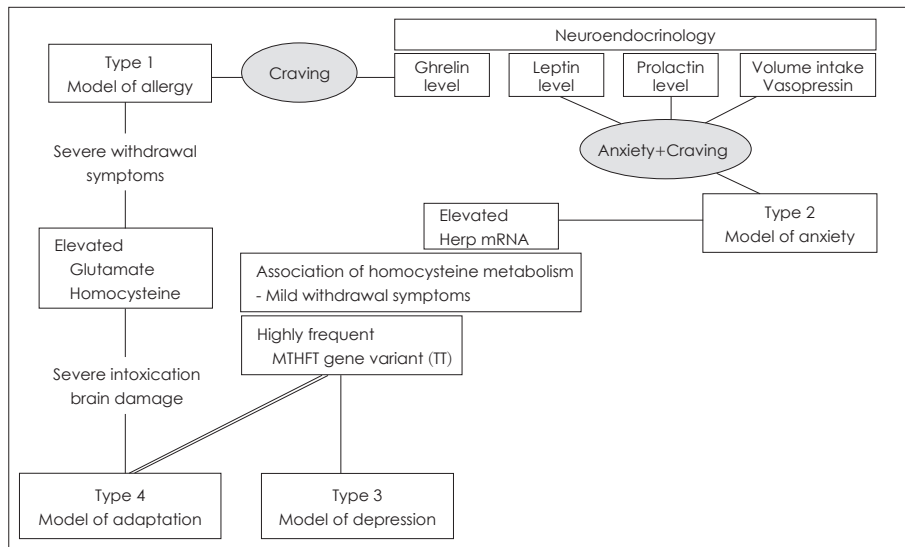 Neuroendocrinology
Type 1
Model of allergy
Craving
Ghrelin
level
Leptin
level
Prolactin
level
Volume intake
Vasopressin
Severe withdrawal
symptoms
Anxiety+Craving
Elevated
Herp mRNA
Type 2
Model of anxiety
Elevated
Glutamate
Homocysteine
Association of homocysteine metabolism
- Mild withdrawal symptoms
Highly frequent
MTHFT gene variant (TT)
Severe intoxication
brain damage
Type 4
Model of adaptation
Type 3
Model of depression